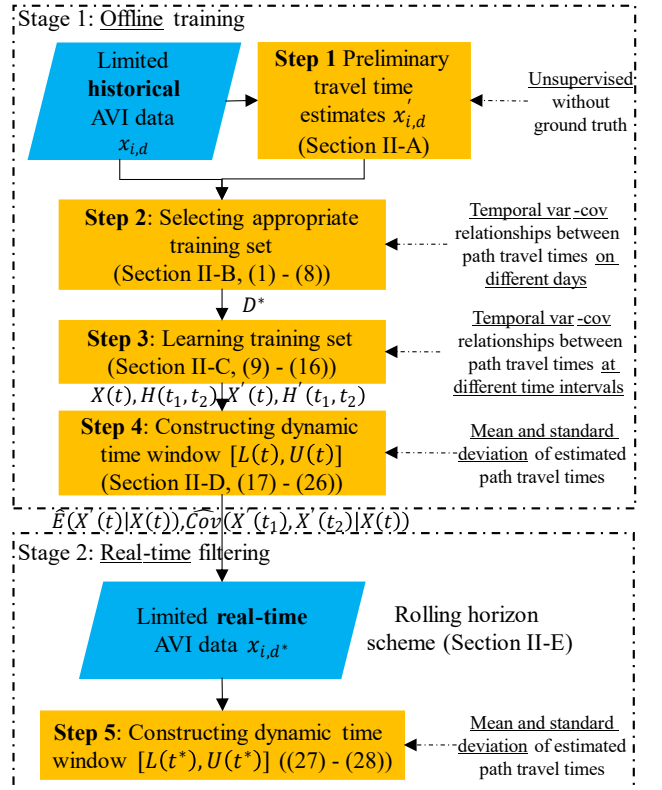 Stage 1: Offline training
Limited
historical
AVI data
x_{i,d}
Step 1 Preliminary
travel time
estimates x^{'}_{i,d}
(Section II-A)
Unsupervised
without
ground truth
Step 2: Selecting appropriate
training set
(Section II-B, (1) - (8))
Temporal var-cov
relationships between
path travel times on
different days
D^*
Step 3: Learning training set
(Section II-C, (9) - (16))
Temporal var-cov
relationships between
path travel times at
different time intervals
X(t), H(t_1, t_2) X^{'}(t), H^{'}(t_1, t_2)
Step 4: Constructing dynamic
time window [L(t), U(t)]
(Section II-D, (17) - (26))
Mean and standard
deviation of estimated
path travel times
\widehat{E}(X^{'}(t)|X(t)), \widehat{Cov}(X^{'}(t_1), X^{'}(t_2)|X(t))
Stage 2: Real-time filtering
Limited real-time
AVI data x_{i,d^*}
Rolling horizon
scheme (Section II-E)
Step 5: Constructing dynamic time
window [L(t^*), U(t^*)] ((27) - (28))
Mean and standard
deviation of estimated
path travel times